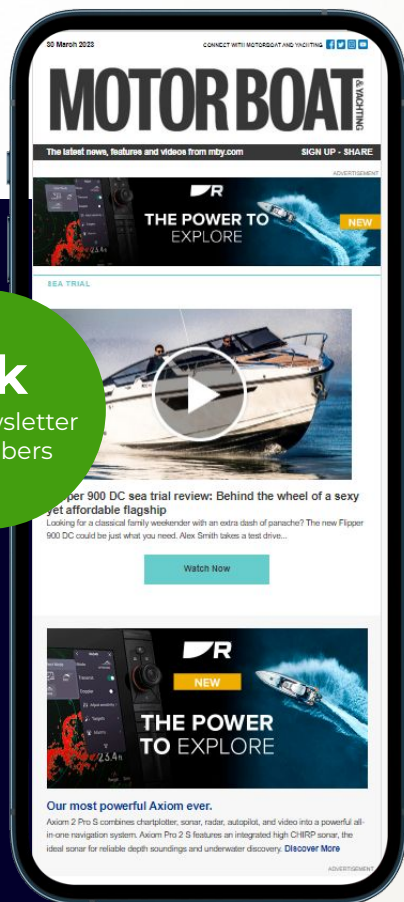 30 March 2023
CONNECT WITH MOTORBOAT AND YACHTING
MOTOR BOAT
& YACHTING
The latest news, features and videos from mby.com
SIGN UP - SHARE
ADVERTISEMENT
R
THE POWER TO
EXPLORE
NEW
SEA TRIAL
k
sletter
bers
per 900 DC sea trial review: Behind the wheel of a sexy
yet affordable flagship
Looking for a classical family weekender with an extra dash of panache? The new Flipper
900 DC could be just what you need. Alex Smith takes a test drive...
Watch Now
R
NEW
THE POWER
TO EXPLORE
Our most powerful Axiom ever.
Axiom 2 Pro S combines chartplotter, sonar, radar, autopilot, and video into a powerful all-
in-one navigation system. Axiom Pro 2 S features an integrated high CHIRP sonar, the
ideal sonar for reliable depth soundings and underwater discovery. Discover More
ADVERTISEMENT